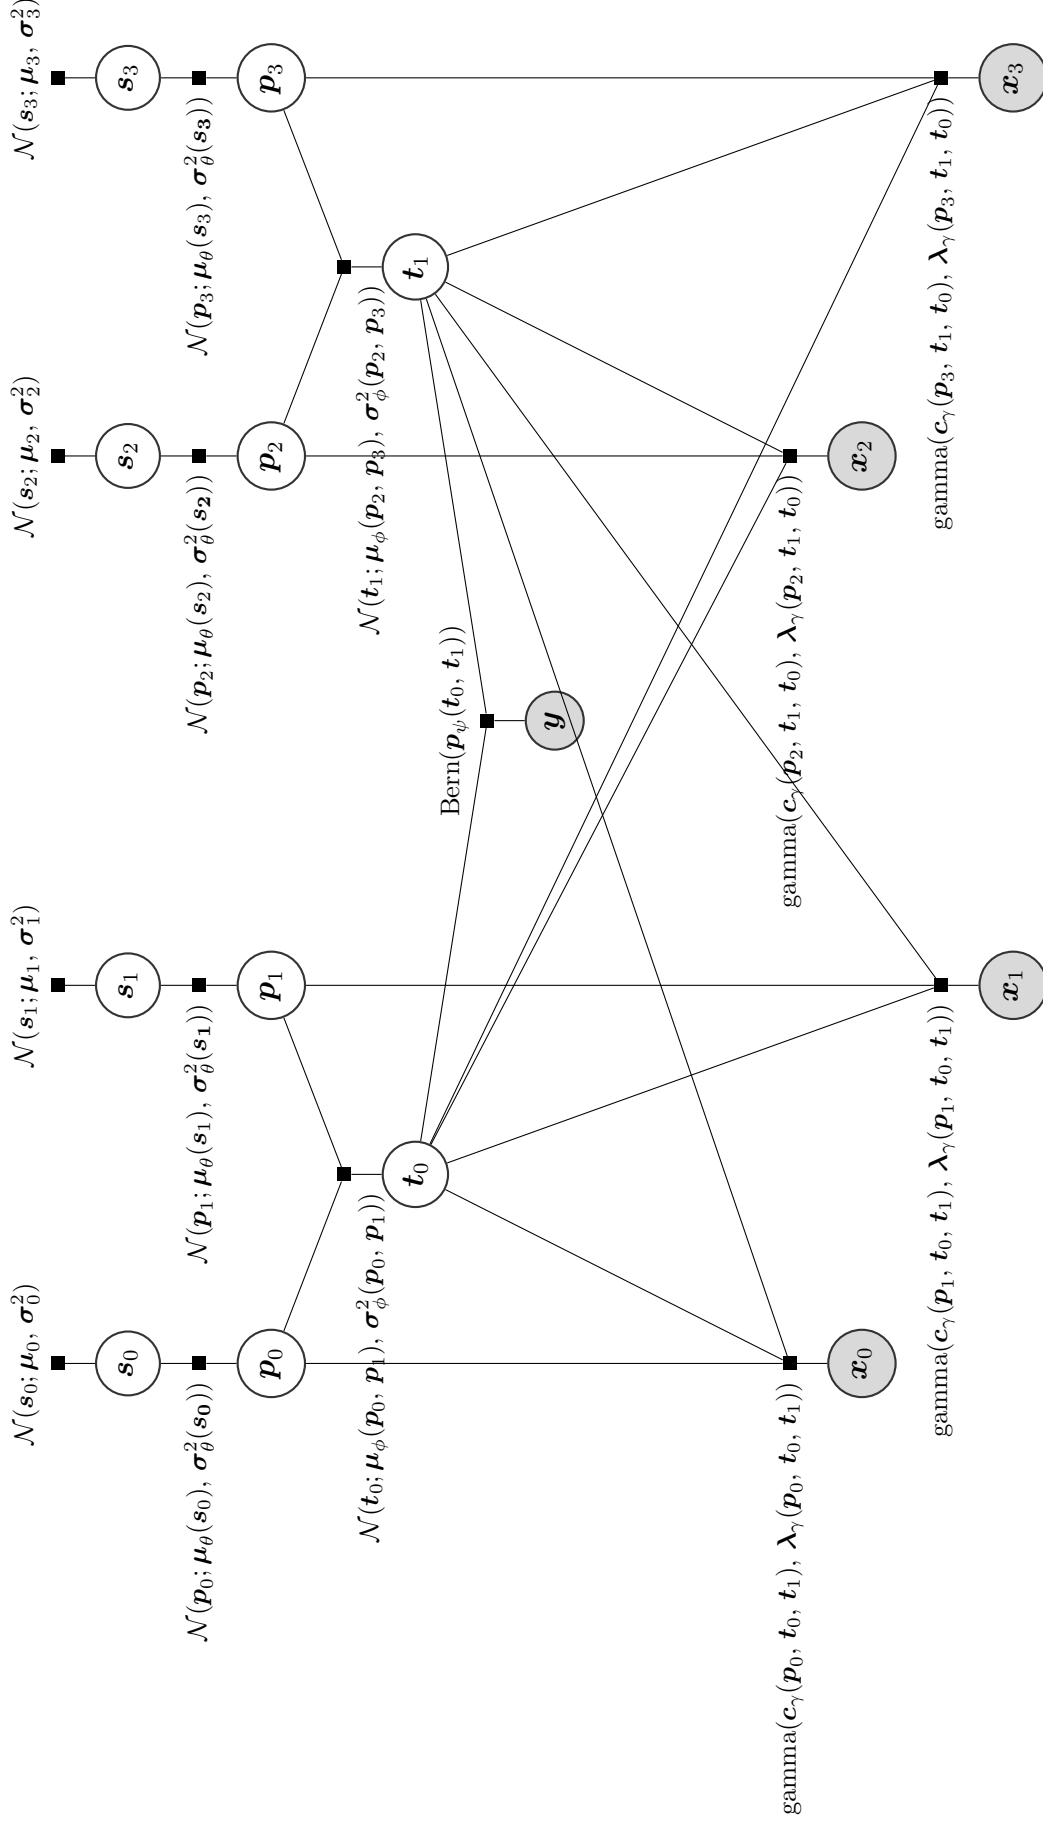 𝒩(s₀; μ₀, σ₀²)
𝒩(s₁; μ₁, σ₁²)
𝒩(s₂; μ₂, σ₂²)
𝒩(s₃; μ₃, σ₃²)
s₀
s₁
s₂
s₃
𝒩(p₀; μ_θ(s₀), σ_θ²(s₀))
𝒩(p₁; μ_θ(s₁), σ_θ²(s₁))
𝒩(p₂; μ_θ(s₂), σ_θ²(s₂))
𝒩(p₃; μ_θ(s₃), σ_θ²(s₃))
p₀
p₁
p₂
p₃
𝒩(t₀; μ_ϕ(p₀, p₁), σ_ϕ²(p₀, p₁))
𝒩(t₁; μ_ϕ(p₂, p₃), σ_ϕ²(p₂, p₃))
t₀
t₁
Bern(p_ψ(t₀, t₁))
y
gamma(c_γ(p₀, t₀, t₁), λ_γ(p₀, t₀, t₁))
gamma(c_γ(p₂, t₁, t₀), λ_γ(p₂, t₁, t₀))
x₀
x₂
gamma(c_γ(p₁, t₀, t₁), λ_γ(p₁, t₀, t₁))
gamma(c_γ(p₃, t₁, t₀), λ_γ(p₃, t₁, t₀))
x₁
x₃